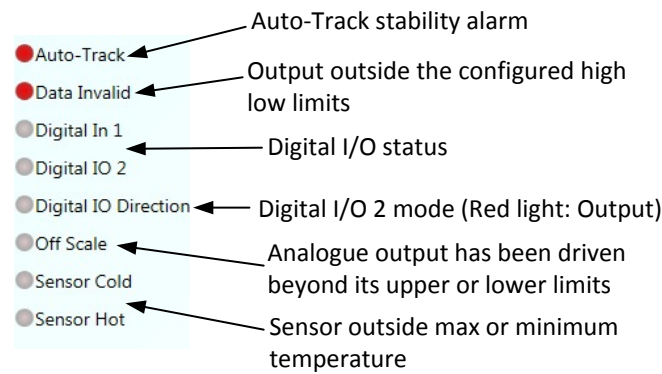 Auto-Track stability alarm
Auto-Track
Output outside the configured high
low limits
Data Invalid
Digital In 1
Digital I/O status
Digital IO 2
Digital IO Direction
Digital I/O 2 mode (Red light: Output)
Off Scale
Analogue output has been driven
beyond its upper or lower limits
Sensor Cold
Sensor Hot
Sensor outside max or minimum
temperature